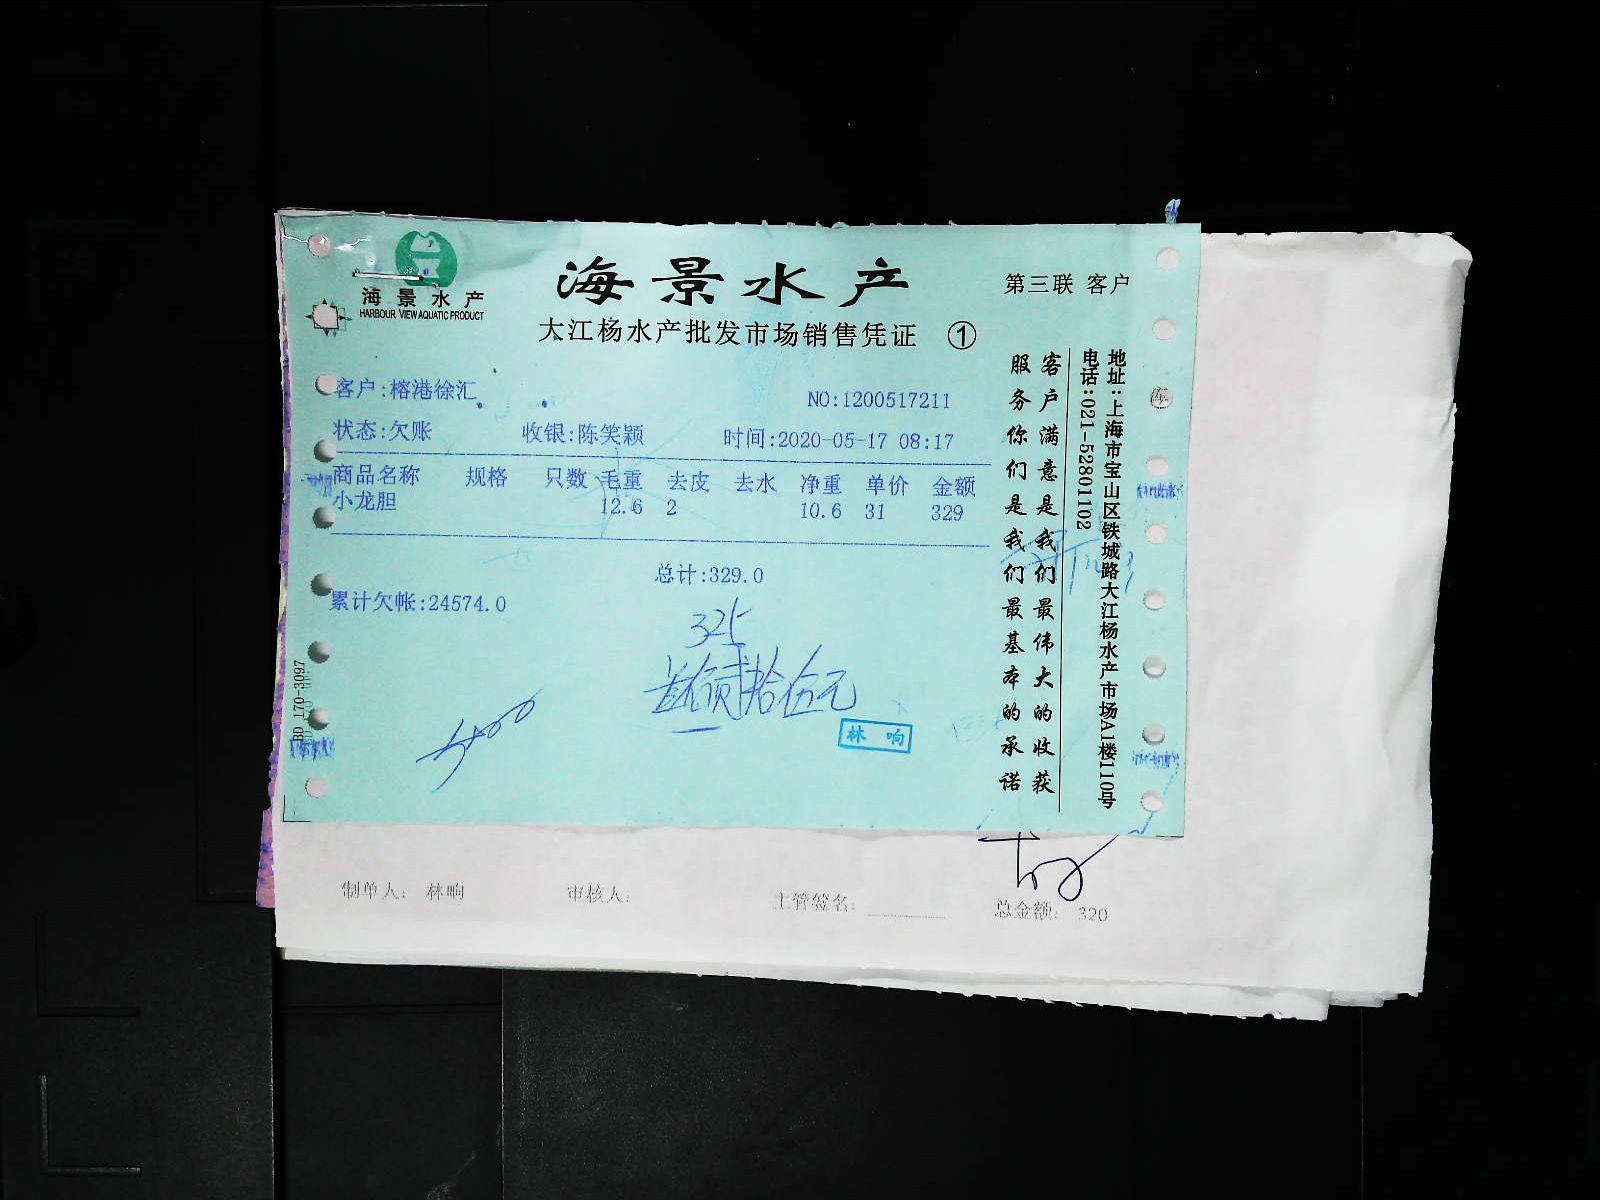 海景水产
HARBOUR VIEW AQUATIC PRODUCT
海景水产
第三联 客户
大江杨水产批发市场销售凭证 ①
客户:榕港徐汇
NO:1200517211
状态:欠账 收银:陈笑颖 时间:2020-05-17 08:17
商品名称 规格 只数 毛重 去皮 去水 净重 单价 金额
小龙胆 12.6 2 10.6 31 329
总计:329.0
累计欠帐:24574.0
325
叁佰贰拾伍元
林 响
客户满意是我们最伟大的收获
服务你们是我们最基本的承诺
地址:上海市宝山区铁城路大江杨水产市场A1楼110号
电话:021-52801102
BD 170-3097
制单人: 林响 审核人: 主管签名: 总金额: 320